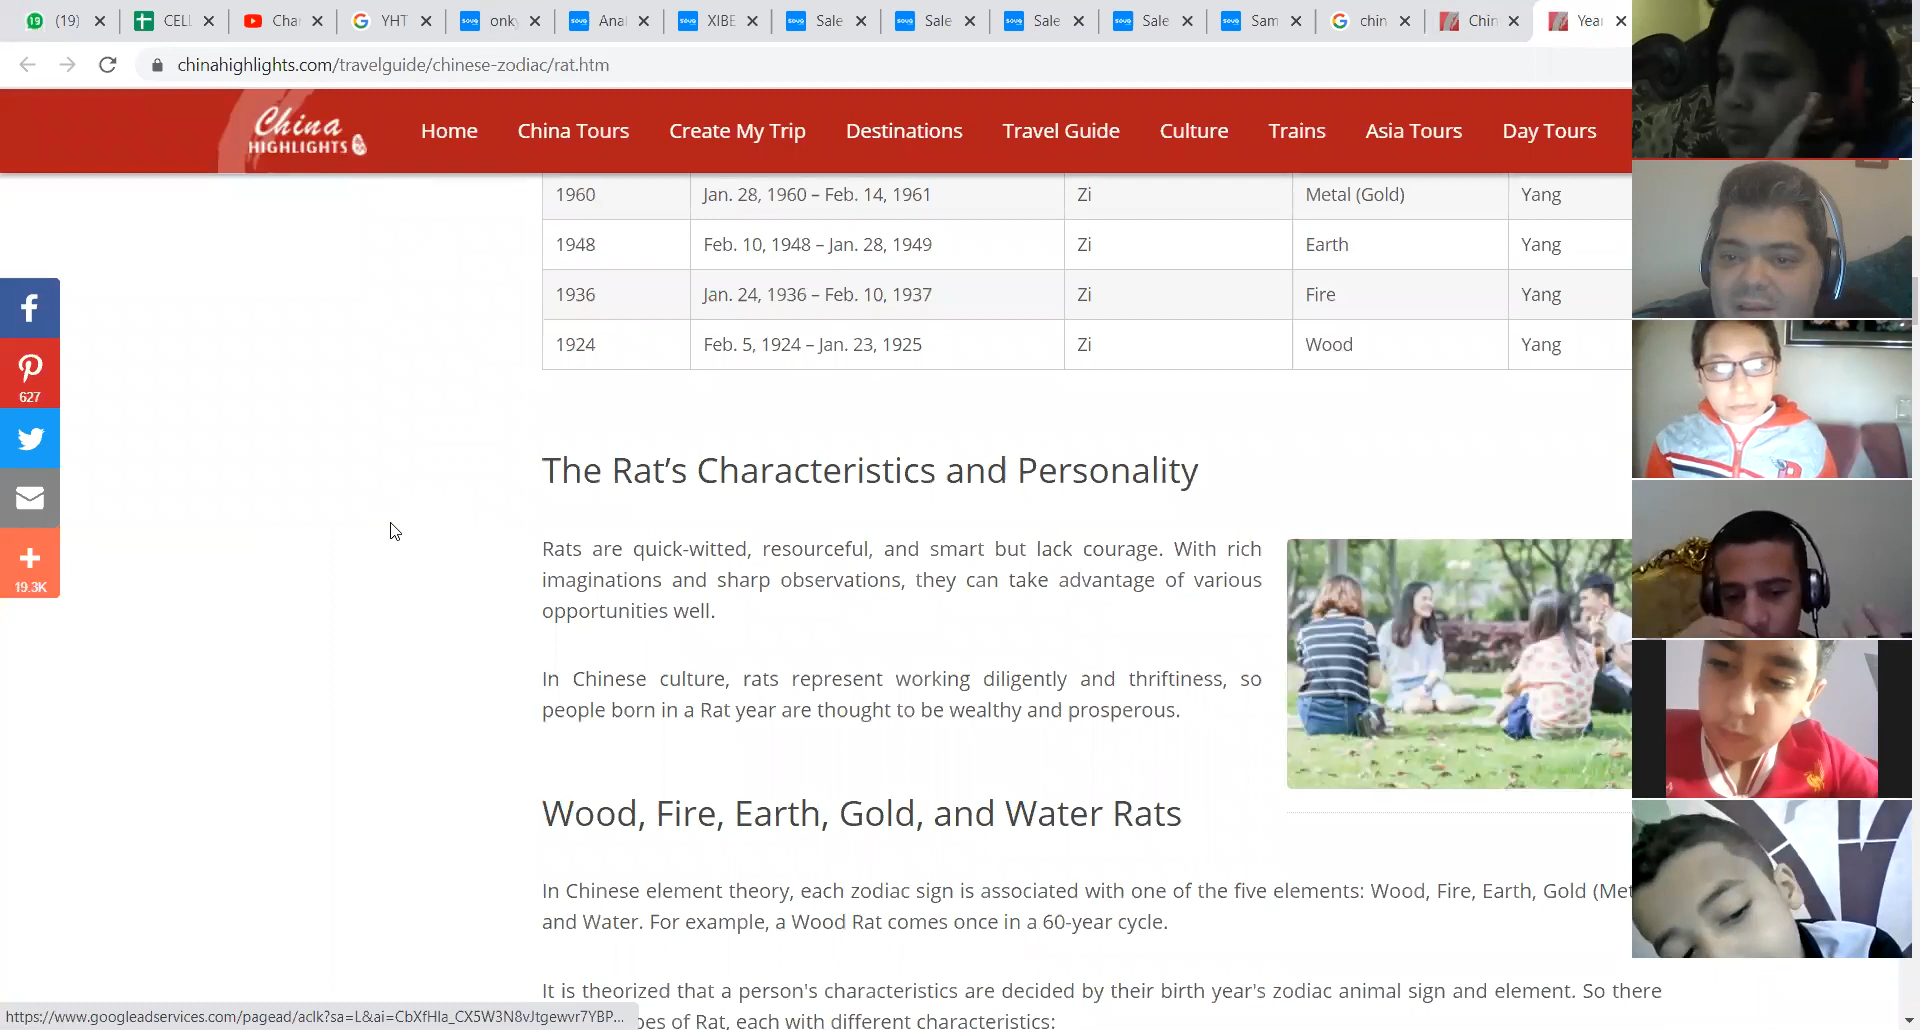 (19) CELL Cha YHT onky Ana XIBE Sale Sale Sale Sale Sam chin Chin Year
chinahighlights.com/travelguide/chinese-zodiac/rat.htm
China HIGHLIGHTS
Home China Tours Create My Trip Destinations Travel Guide Culture Trains Asia Tours Day Tours
1960 Jan. 28, 1960 – Feb. 14, 1961 Zi Metal (Gold) Yang
1948 Feb. 10, 1948 – Jan. 28, 1949 Zi Earth Yang
1936 Jan. 24, 1936 – Feb. 10, 1937 Zi Fire Yang
1924 Feb. 5, 1924 – Jan. 23, 1925 Zi Wood Yang
627
19.3K
The Rat's Characteristics and Personality
Rats are quick-witted, resourceful, and smart but lack courage. With rich
imaginations and sharp observations, they can take advantage of various
opportunities well.
In Chinese culture, rats represent working diligently and thriftiness, so
people born in a Rat year are thought to be wealthy and prosperous.
Wood, Fire, Earth, Gold, and Water Rats
In Chinese element theory, each zodiac sign is associated with one of the five elements: Wood, Fire, Earth, Gold (Met
and Water. For example, a Wood Rat comes once in a 60-year cycle.
It is theorized that a person's characteristics are decided by their birth year's zodiac animal sign and element. So there
pes of Rat, each with different characteristics:
https://www.googleadservices.com/pagead/aclk?sa=L&ai=CbXfHla_CX5W3N8vJtgewvr7YBP...